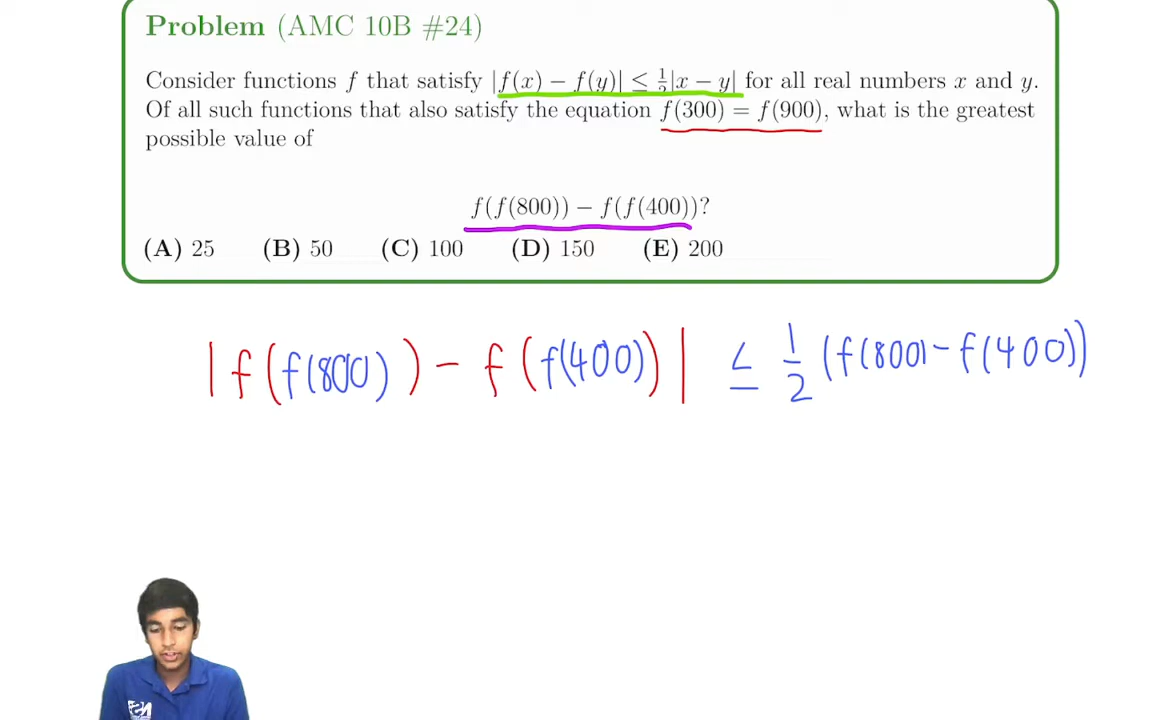 Problem (AMC 10B #24)
Consider functions f that satisfy |f(x) − f(y)| ≤ ½|x − y| for all real numbers x and y.
Of all such functions that also satisfy the equation f(300) = f(900), what is the greatest
possible value of
f(f(800)) − f(f(400))?
(A) 25 (B) 50 (C) 100 (D) 150 (E) 200
|f(f(800)) − f(f(400))| ≤ 1/2 (f(800) − f(400))